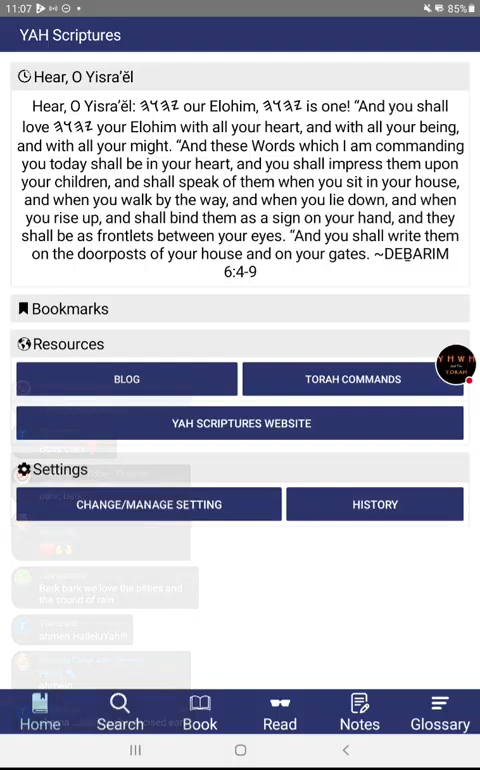 11:07
85%
YAH Scriptures
Hear, O Yisra’ĕl
Hear, O Yisra’ĕl: 𐤉𐤄𐤅𐤄 our Elohim, 𐤉𐤄𐤅𐤄 is one! “And you shall
love 𐤉𐤄𐤅𐤄 your Elohim with all your heart, and with all your being,
and with all your might. “And these Words which I am commanding
you today shall be in your heart, and you shall impress them upon
your children, and shall speak of them when you sit in your house,
and when you walk by the way, and when you lie down, and when
you rise up, and shall bind them as a sign on your hand, and they
shall be as frontlets between your eyes. “And you shall write them
on the doorposts of your house and on your gates. ~DEḆARIM
6:4-9
Bookmarks
Resources
YHWH
TORAH
BLOG
TORAH COMMANDS
YAH SCRIPTURES WEBSITE
Settings
CHANGE/MANAGE SETTING
HISTORY
Bark bark we love the pitties and
the sound of rain
ahmen HalleluYah!!!
Home
Search
Book
Read
Notes
Glossary